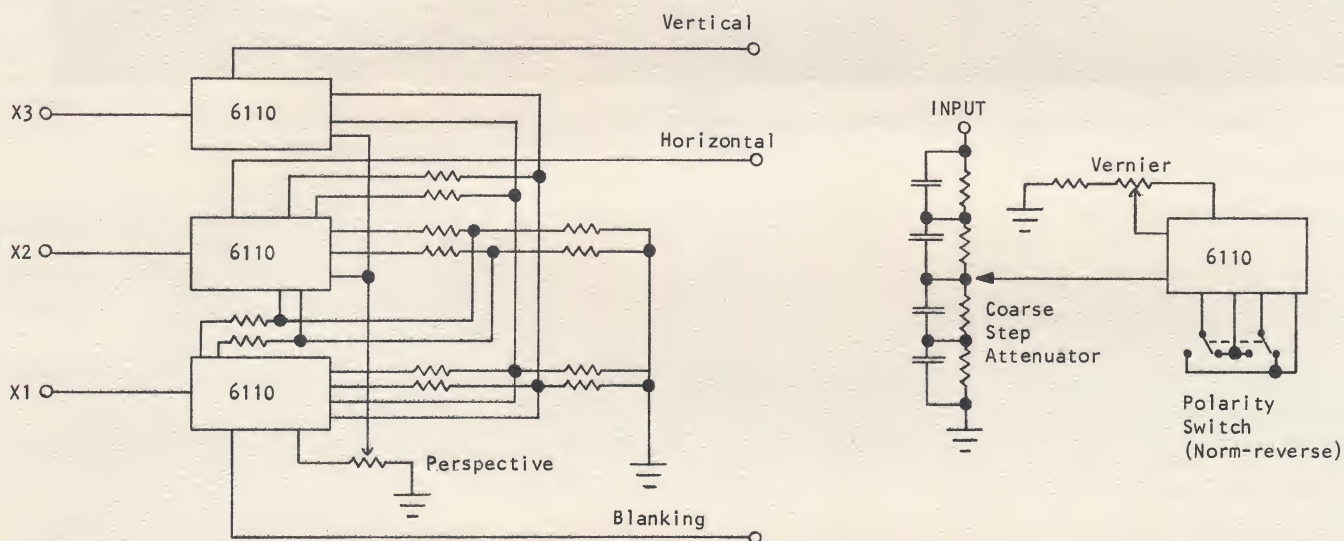 Vertical
X3
6110
Horizontal
X2
6110
X1
6110
Perspective
Blanking
INPUT
Vernier
6110
Coarse
Step
Attenuator
Polarity
Switch
(Norm-reverse)